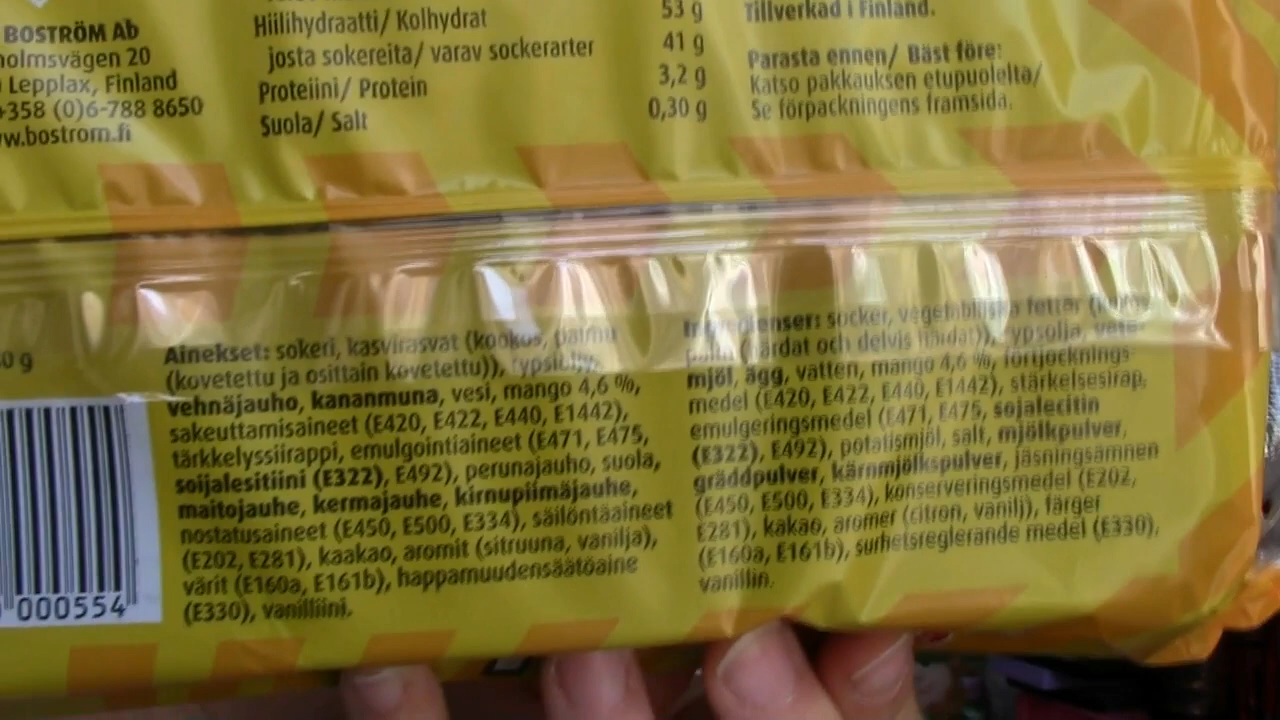 BOSTRÖM Ab
holmsvägen 20
Lepplax, Finland
+358 (0)6-788 8650
w.bostrom.fi
Hiilihydraatti/ Kolhydrat 53 g
josta sokereita/ varav sockerarter 41 g
Proteiini/ Protein 3,2 g
Suola/ Salt 0,30 g
Tillverkad i Finland.
Parasta ennen/ Bäst före:
Katso pakkauksen etupuolelta/
Se förpackningens framsida.
0 g
000554
Ainekset: sokeri, kasvirasvat (kookos, palmu
(kovetettu ja osittain kovetettu)),
vehnäjauho, kananmuna, vesi, mango 4,6 %,
sakeuttamisaineet (E420, E422, E440, E1442),
tärkkelyssiirappi, emulgointiaineet (E471, E475,
soijalesitiini (E322), E492), perunajauho, suola,
maitojauhe, kermajauhe, kirnupiimäjauhe,
nostatusaineet (E450, E500, E334), säilöntäaineet
(E202, E281), kaakao, aromit (sitruuna, vanilja),
värit (E160a, E161b), happamuudensäätöaine
(E330), vanilliini.
Ingredienser: socker, vegetabiliska fetter
(härdat och delvis härdat)), rypsolja, vete-
mjöl, ägg, vatten, mango 4,6 %, förtjocknings-
medel (E420, E422, E440, E1442), stärkelsesirap,
emulgeringsmedel (E471, E475, sojalecitin
(E322), E492), potatismjöl, salt, mjölkpulver,
gräddpulver, kärnmjölkspulver, jäsningsämnen
(E450, E500, E334), konserveringsmedel (E202,
E281), kakao, aromer (citron, vanilj), färger
(E160a, E161b), surhetsreglerande medel (E330),
vanillin.